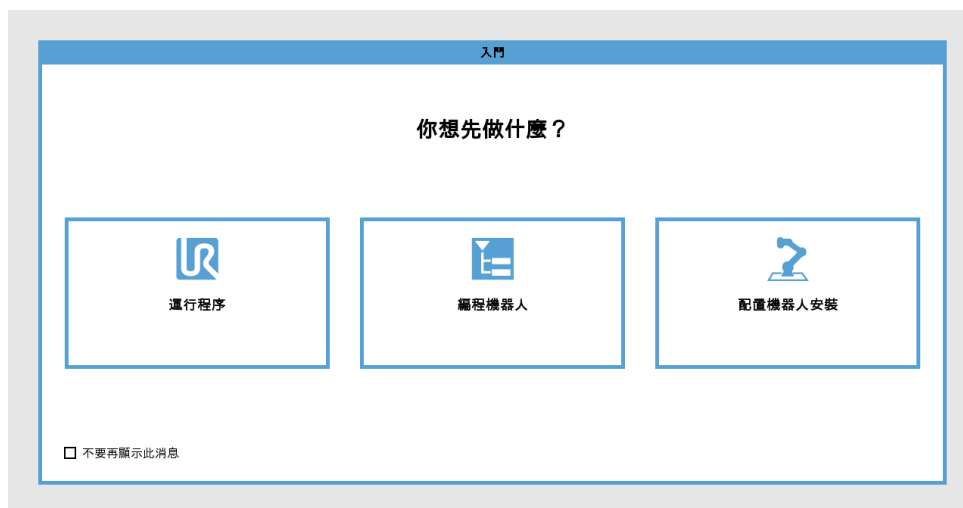 入門
你想先做什麼？
運行程序
編程機器人
配置機器人安裝
不要再顯示此消息